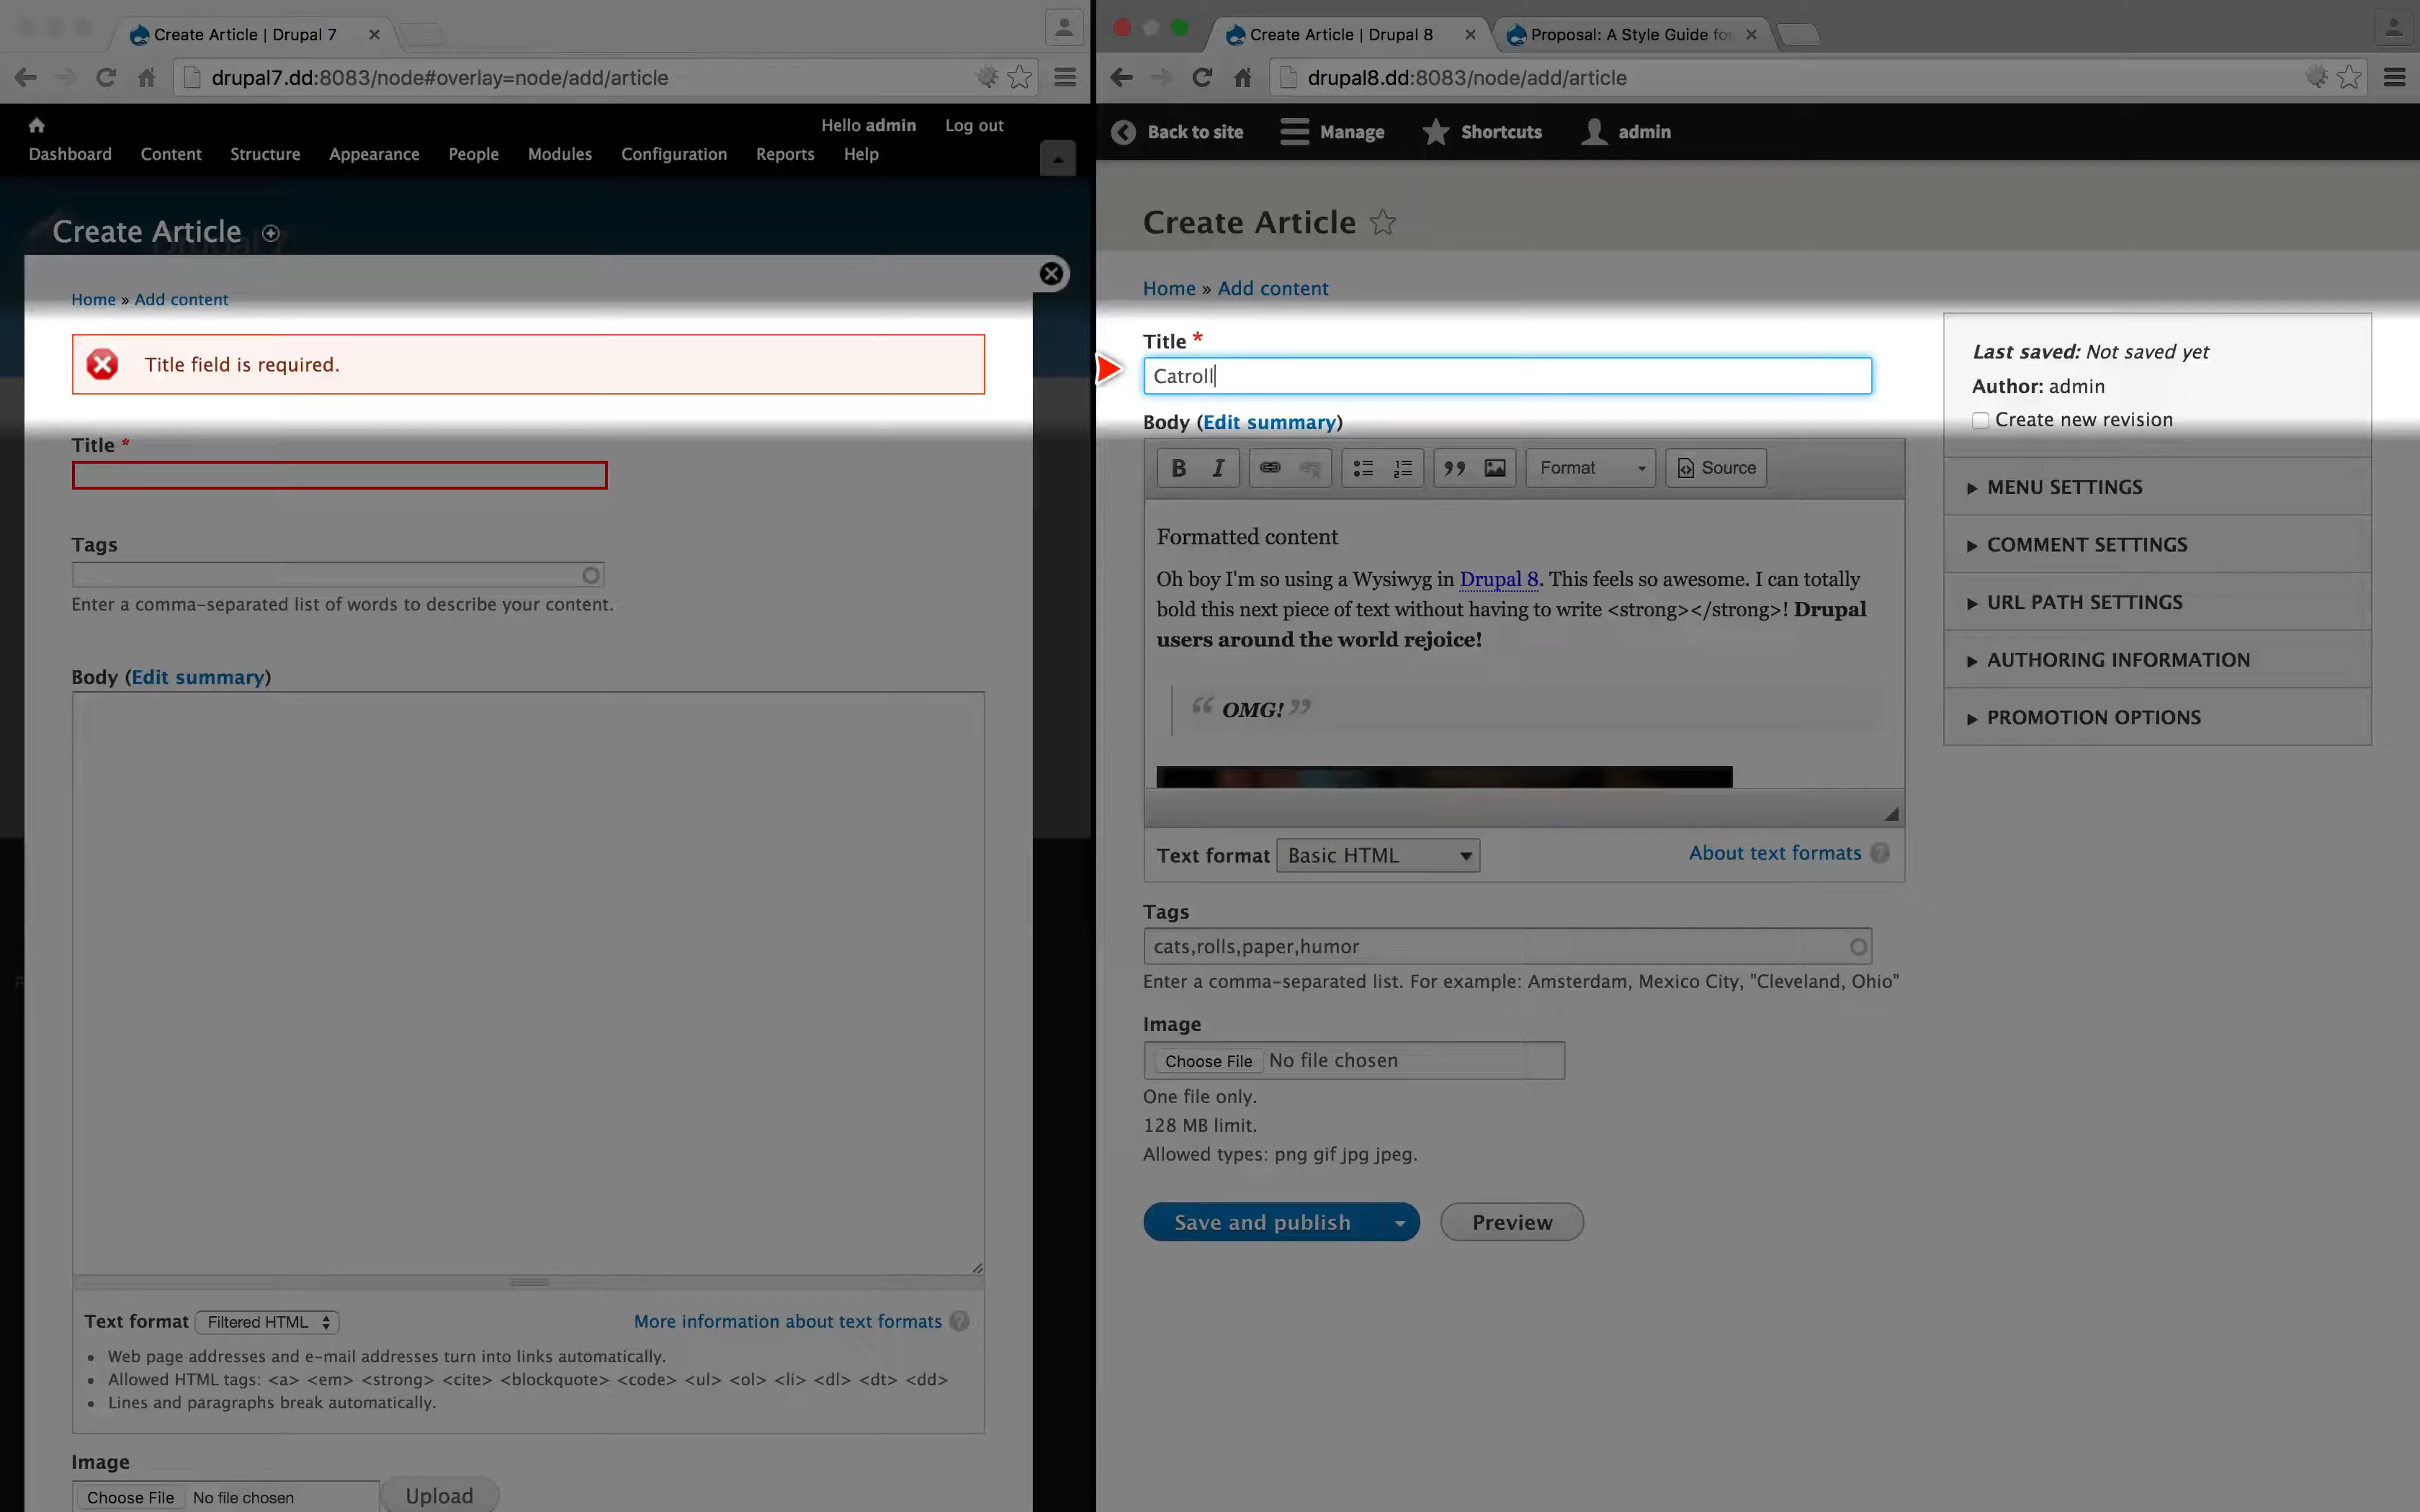 Create Article | Drupal 7
drupal7.dd:8083/node#overlay=node/add/article
Hello admin Log out
Dashboard Content Structure Appearance People Modules Configuration Reports Help
Create Article
Home » Add content
Title field is required.
Title *
Tags
Enter a comma-separated list of words to describe your content.
Body (Edit summary)
Text format Filtered HTML More information about text formats
Web page addresses and e-mail addresses turn into links automatically.
Allowed HTML tags: <a> <em> <strong> <cite> <blockquote> <code> <ul> <ol> <li> <dl> <dt> <dd>
Lines and paragraphs break automatically.
Image
Choose File No file chosen Upload
Create Article | Drupal 8 Proposal: A Style Guide for
drupal8.dd:8083/node/add/article
Back to site Manage Shortcuts admin
Create Article
Home » Add content
Title *
Catroll
Body (Edit summary)
B I Format Source
Formatted content
Oh boy I'm so using a Wysiwyg in Drupal 8. This feels so awesome. I can totally
bold this next piece of text without having to write <strong></strong>! Drupal
users around the world rejoice!
“ OMG! ”
Text format Basic HTML About text formats
Tags
cats,rolls,paper,humor
Enter a comma-separated list. For example: Amsterdam, Mexico City, "Cleveland, Ohio"
Image
Choose File No file chosen
One file only.
128 MB limit.
Allowed types: png gif jpg jpeg.
Save and publish Preview
Last saved: Not saved yet
Author: admin
Create new revision
MENU SETTINGS
COMMENT SETTINGS
URL PATH SETTINGS
AUTHORING INFORMATION
PROMOTION OPTIONS